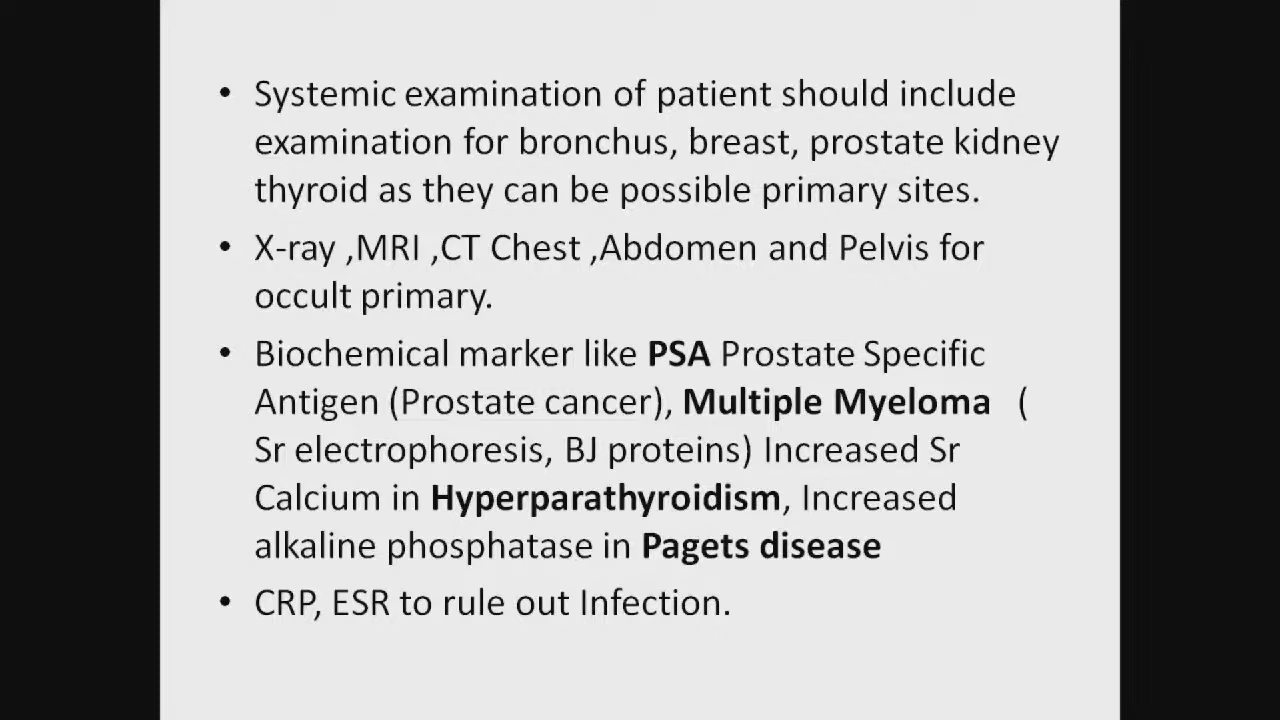 • Systemic examination of patient should include
examination for bronchus, breast, prostate kidney
thyroid as they can be possible primary sites.
• X-ray ,MRI ,CT Chest ,Abdomen and Pelvis for
occult primary.
• Biochemical marker like PSA Prostate Specific
Antigen (Prostate cancer), Multiple Myeloma (
Sr electrophoresis, BJ proteins) Increased Sr
Calcium in Hyperparathyroidism, Increased
alkaline phosphatase in Pagets disease
• CRP, ESR to rule out Infection.